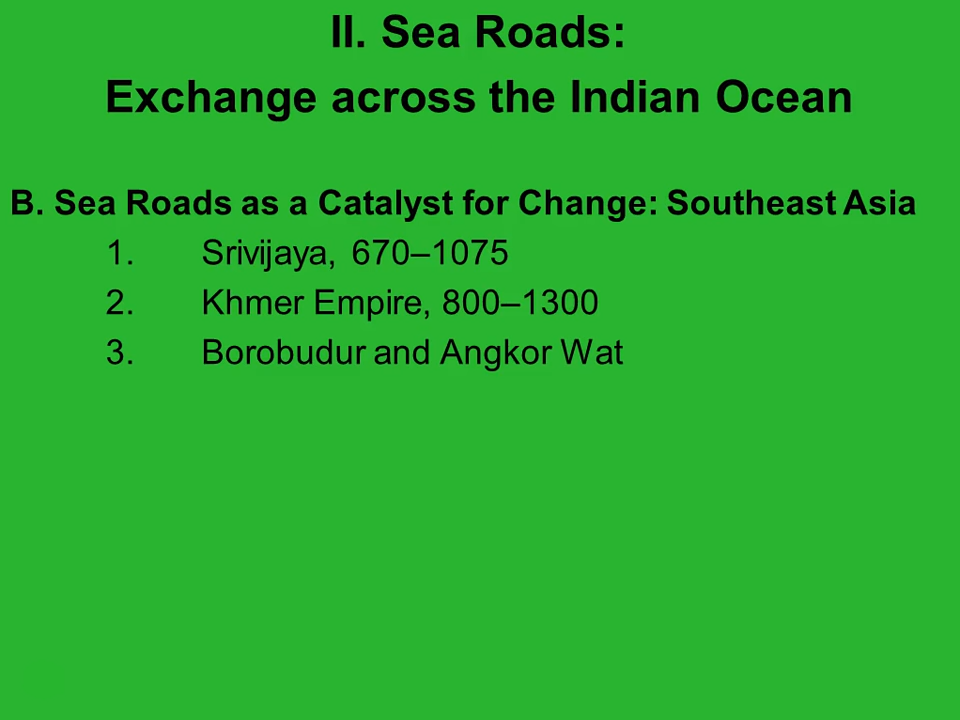 II. Sea Roads:
Exchange across the Indian Ocean
B. Sea Roads as a Catalyst for Change: Southeast Asia
1. Srivijaya, 670–1075
2. Khmer Empire, 800–1300
3. Borobudur and Angkor Wat